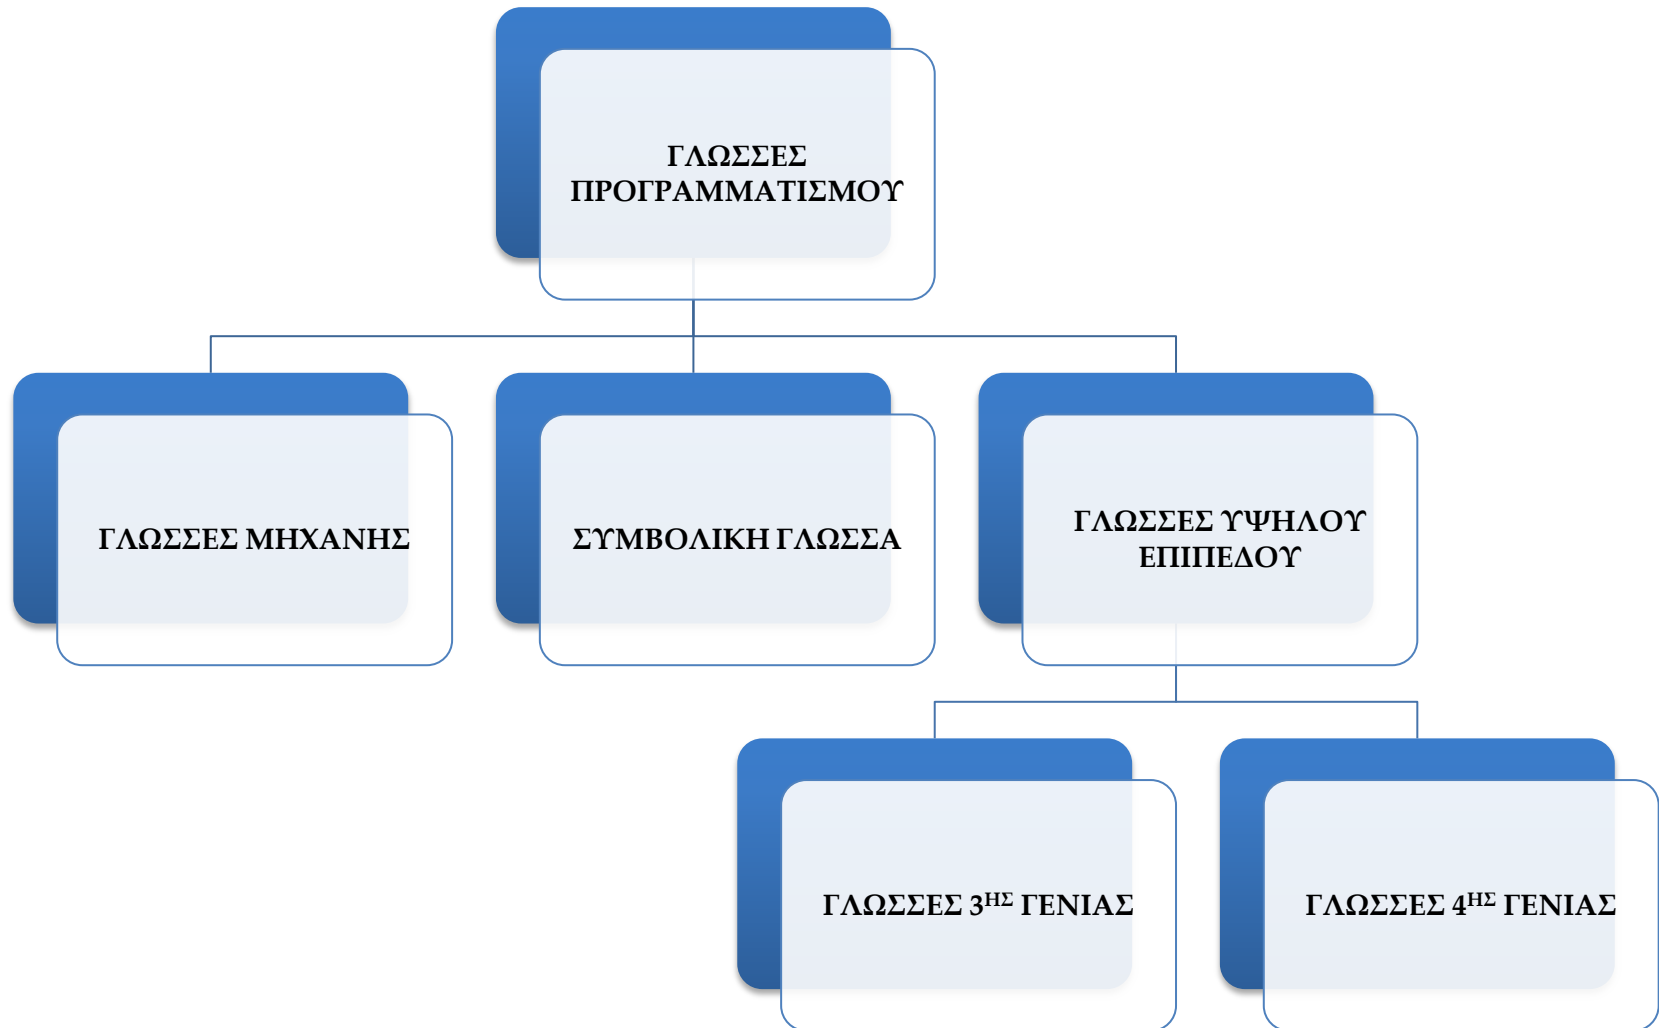 ΓΛΩΣΣΕΣ
ΠΡΟΓΡΑΜΜΑΤΙΣΜΟΥ
ΓΛΩΣΣΕΣ ΜΗΧΑΝΗΣ
ΣΥΜΒΟΛΙΚΗ ΓΛΩΣΣΑ
ΓΛΩΣΣΕΣ ΥΨΗΛΟΥ
ΕΠΙΠΕΔΟΥ
ΓΛΩΣΣΕΣ 3ΗΣ ΓΕΝΙΑΣ
ΓΛΩΣΣΕΣ 4ΗΣ ΓΕΝΙΑΣ